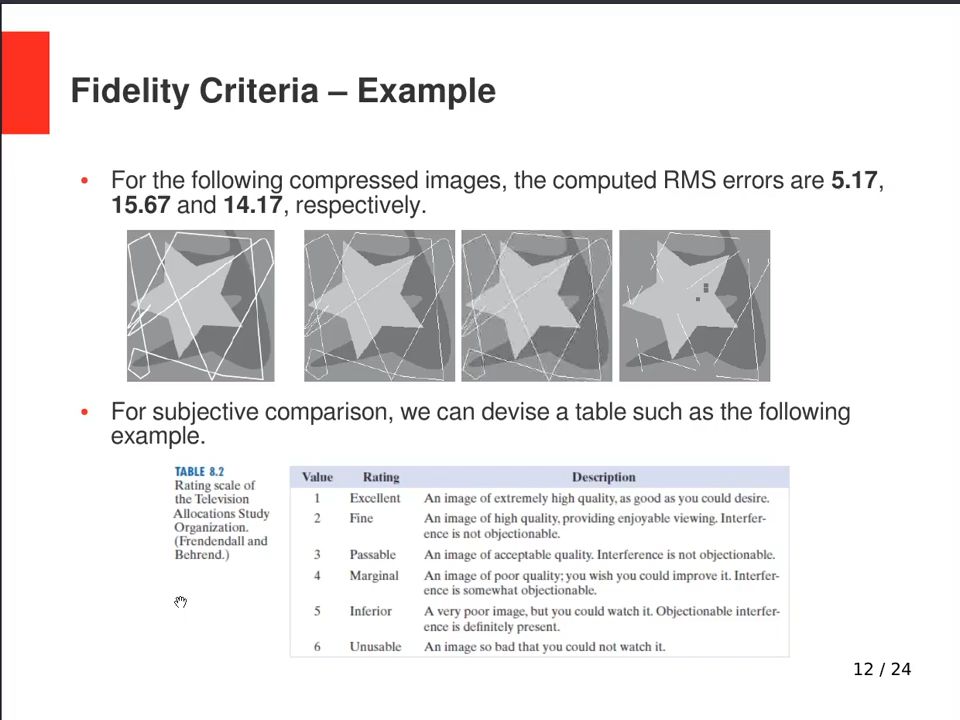 Fidelity Criteria – Example
• For the following compressed images, the computed RMS errors are 5.17,
15.67 and 14.17, respectively.
• For subjective comparison, we can devise a table such as the following
example.
TABLE 8.2
Rating scale of
the Television
Allocations Study
Organization.
(Frendendall and
Behrend.)
Value Rating Description
1 Excellent An image of extremely high quality, as good as you could desire.
2 Fine An image of high quality, providing enjoyable viewing. Interfer-
ence is not objectionable.
3 Passable An image of acceptable quality. Interference is not objectionable.
4 Marginal An image of poor quality; you wish you could improve it. Interfer-
ence is somewhat objectionable.
5 Inferior A very poor image, but you could watch it. Objectionable interfer-
ence is definitely present.
6 Unusable An image so bad that you could not watch it.
12 / 24